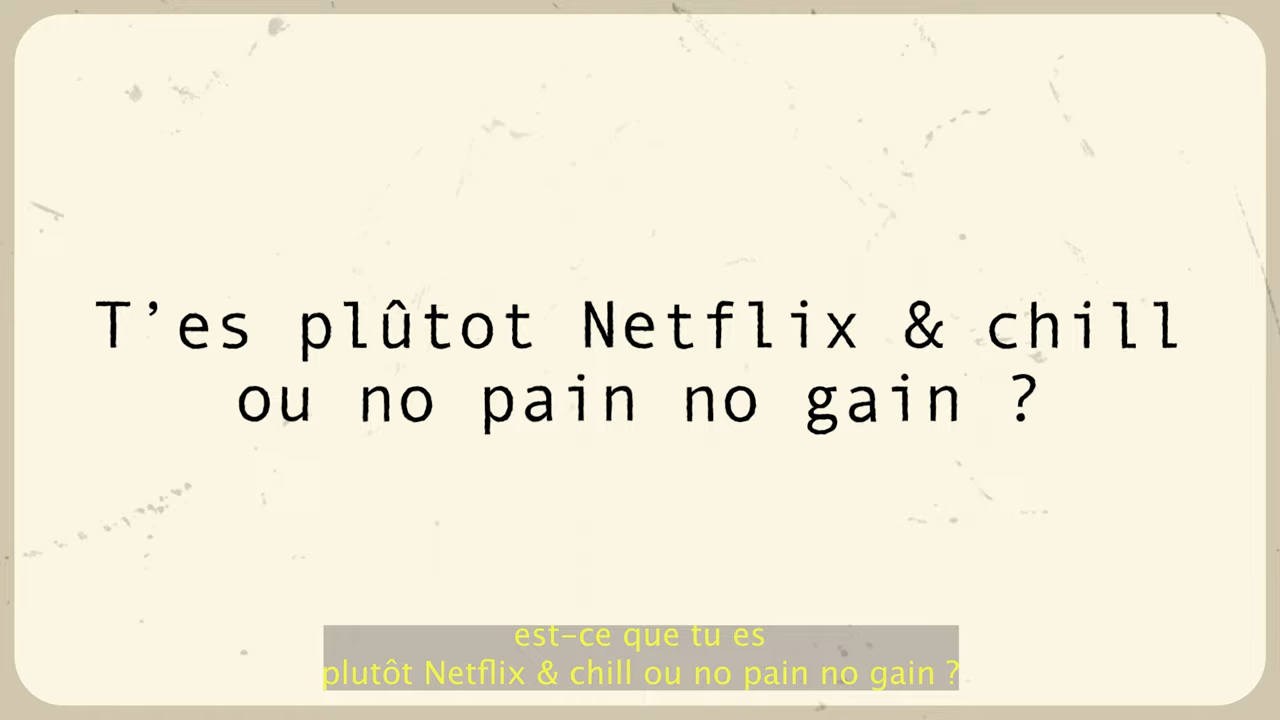 T’es plûtot Netflix & chill
ou no pain no gain ?
est-ce que tu es
plutôt Netflix & chill ou no pain no gain ?